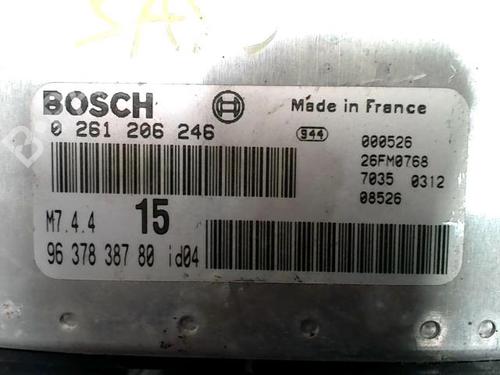 BOSCH
Made in France
0 261 206 246
944
000526
26FM0768
7035 0312
08526
M7.4.4 15
96 378 387 80 id04